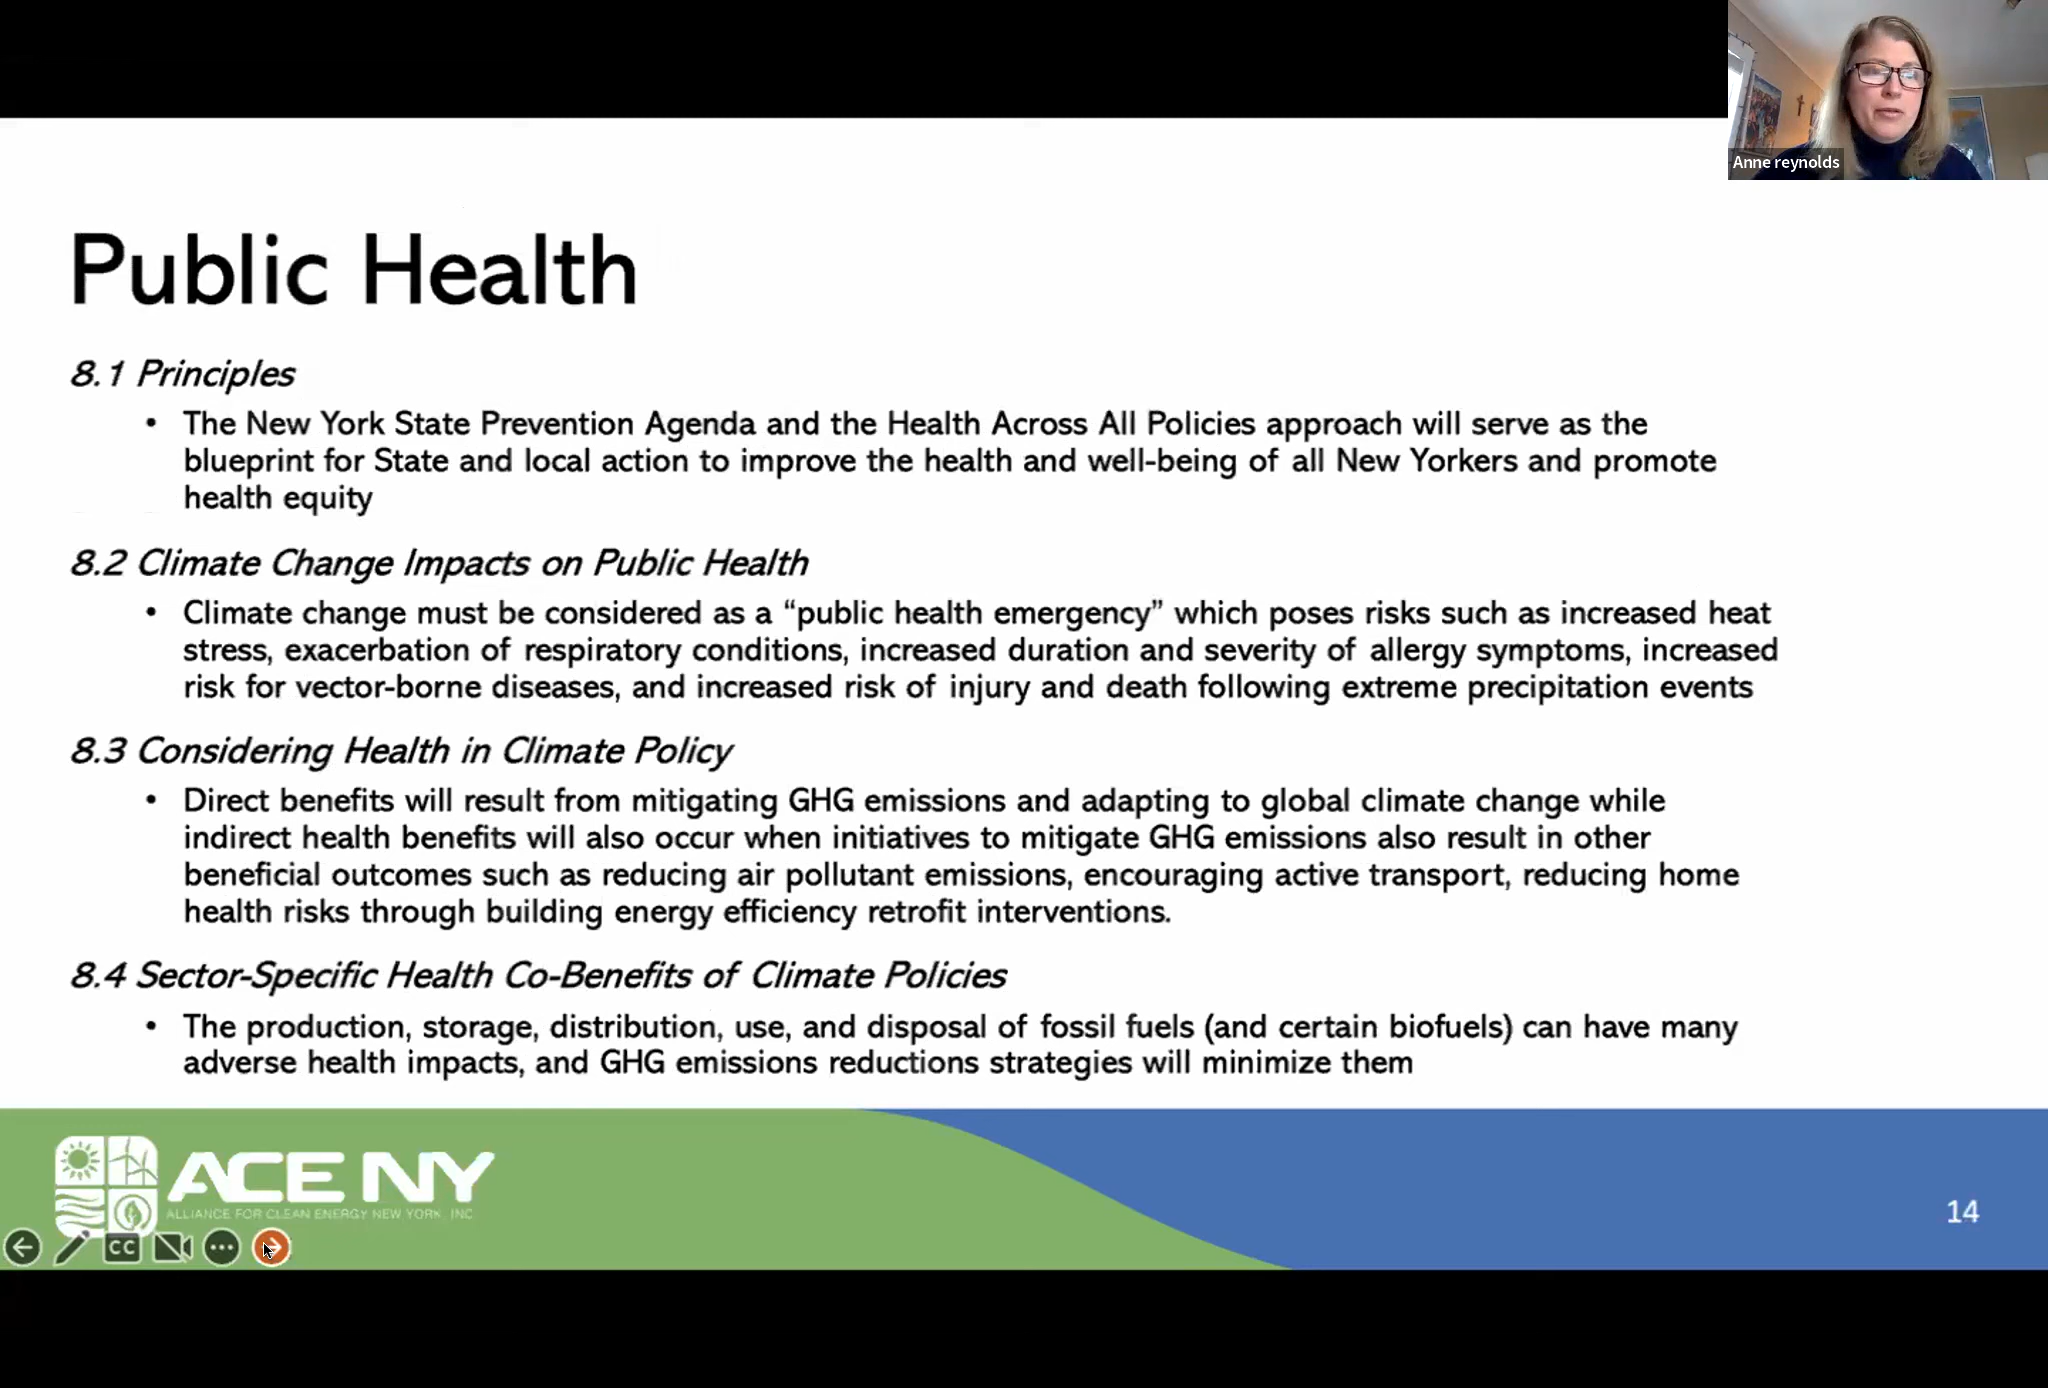 Anne reynolds
Public Health
8.1 Principles
• The New York State Prevention Agenda and the Health Across All Policies approach will serve as the
blueprint for State and local action to improve the health and well-being of all New Yorkers and promote
health equity
8.2 Climate Change Impacts on Public Health
• Climate change must be considered as a “public health emergency” which poses risks such as increased heat
stress, exacerbation of respiratory conditions, increased duration and severity of allergy symptoms, increased
risk for vector-borne diseases, and increased risk of injury and death following extreme precipitation events
8.3 Considering Health in Climate Policy
• Direct benefits will result from mitigating GHG emissions and adapting to global climate change while
indirect health benefits will also occur when initiatives to mitigate GHG emissions also result in other
beneficial outcomes such as reducing air pollutant emissions, encouraging active transport, reducing home
health risks through building energy efficiency retrofit interventions.
8.4 Sector-Specific Health Co-Benefits of Climate Policies
• The production, storage, distribution, use, and disposal of fossil fuels (and certain biofuels) can have many
adverse health impacts, and GHG emissions reductions strategies will minimize them
ACE NY
ALLIANCE FOR CLEAN ENERGY NEW YORK, INC
14
CC